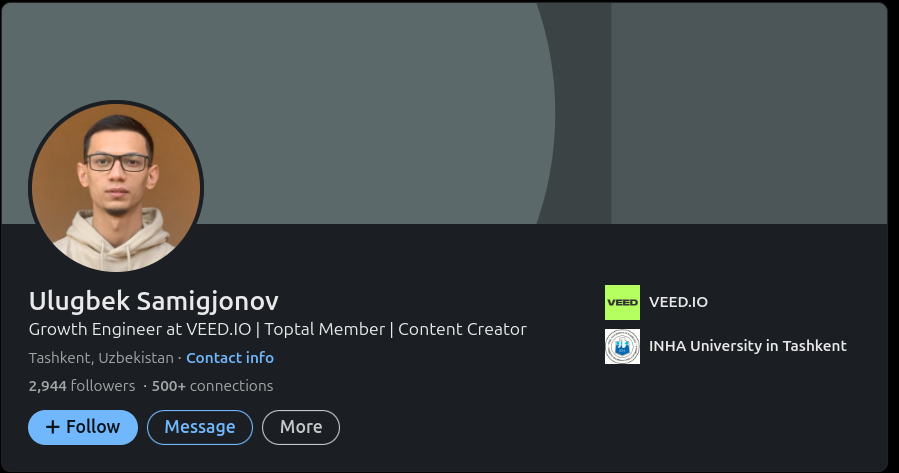 Ulugbek Samigjonov
Growth Engineer at VEED.IO | Toptal Member | Content Creator
Tashkent, Uzbekistan · Contact info
2,944 followers · 500+ connections
+ Follow
Message
More
VEED
VEED.IO
INHA University in Tashkent